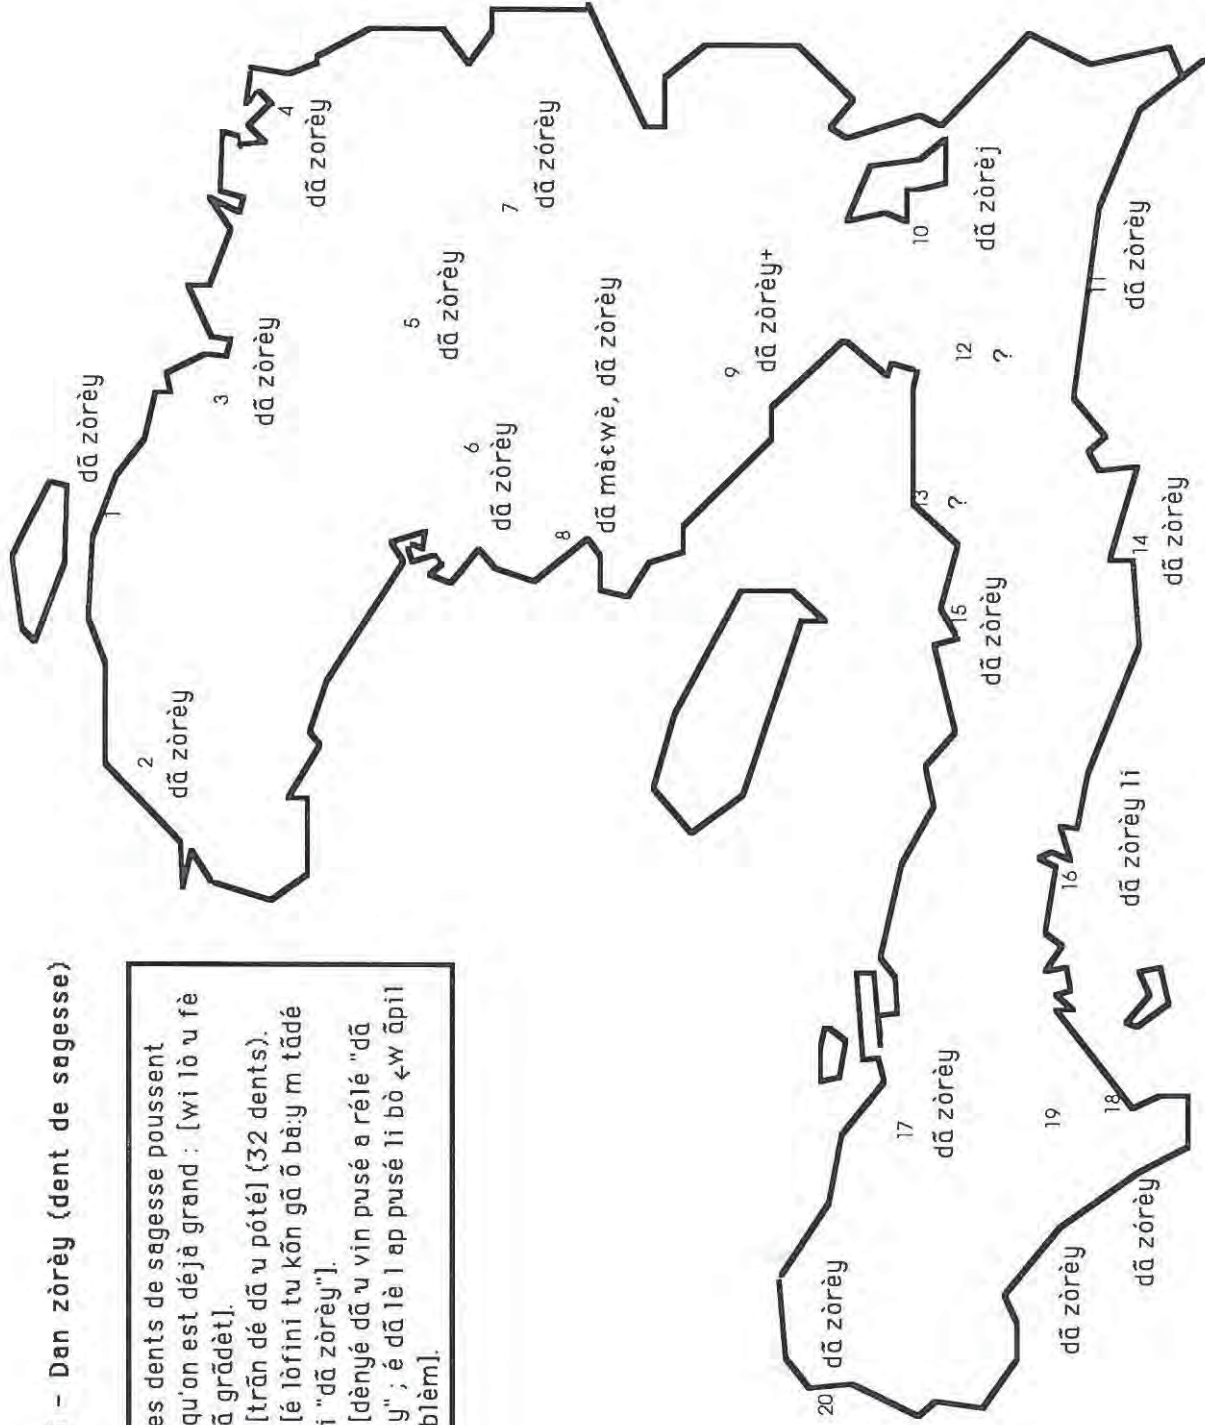 - Dan zòrèy (dent de sagesse)
es dents de sagesse poussent
qu'on est déjà grand : [wi lò u fè
ã grãdèt].
[trãn dé dã u pòté] (32 dents).
[é lòfini tu kõn gã õ bà:y m tãdé
i "dã zòrèy"].
[dènyé dã u vin pusé a rélé "dã
y" ; é dã lè l ap pusé li bò ɛw ãpil
blèm].
1
dã zòrèy
2
dã zòrèy
3
dã zòrèy
4
dã zorèy
5
dã zòrèy
6
dã zòrèy
7
dã zórèy
8
dã màɛwè, dã zòrèy
9
dã zòrèy+
10
dã zòrèj
11
dã zòrèy
12
?
13
?
14
dã zòrèy
15
dã zòrèy
16
dã zòrèy lí
17
dã zòrèy
18
dã zórèy
19
dã zòrèy
20
dã zòrèy